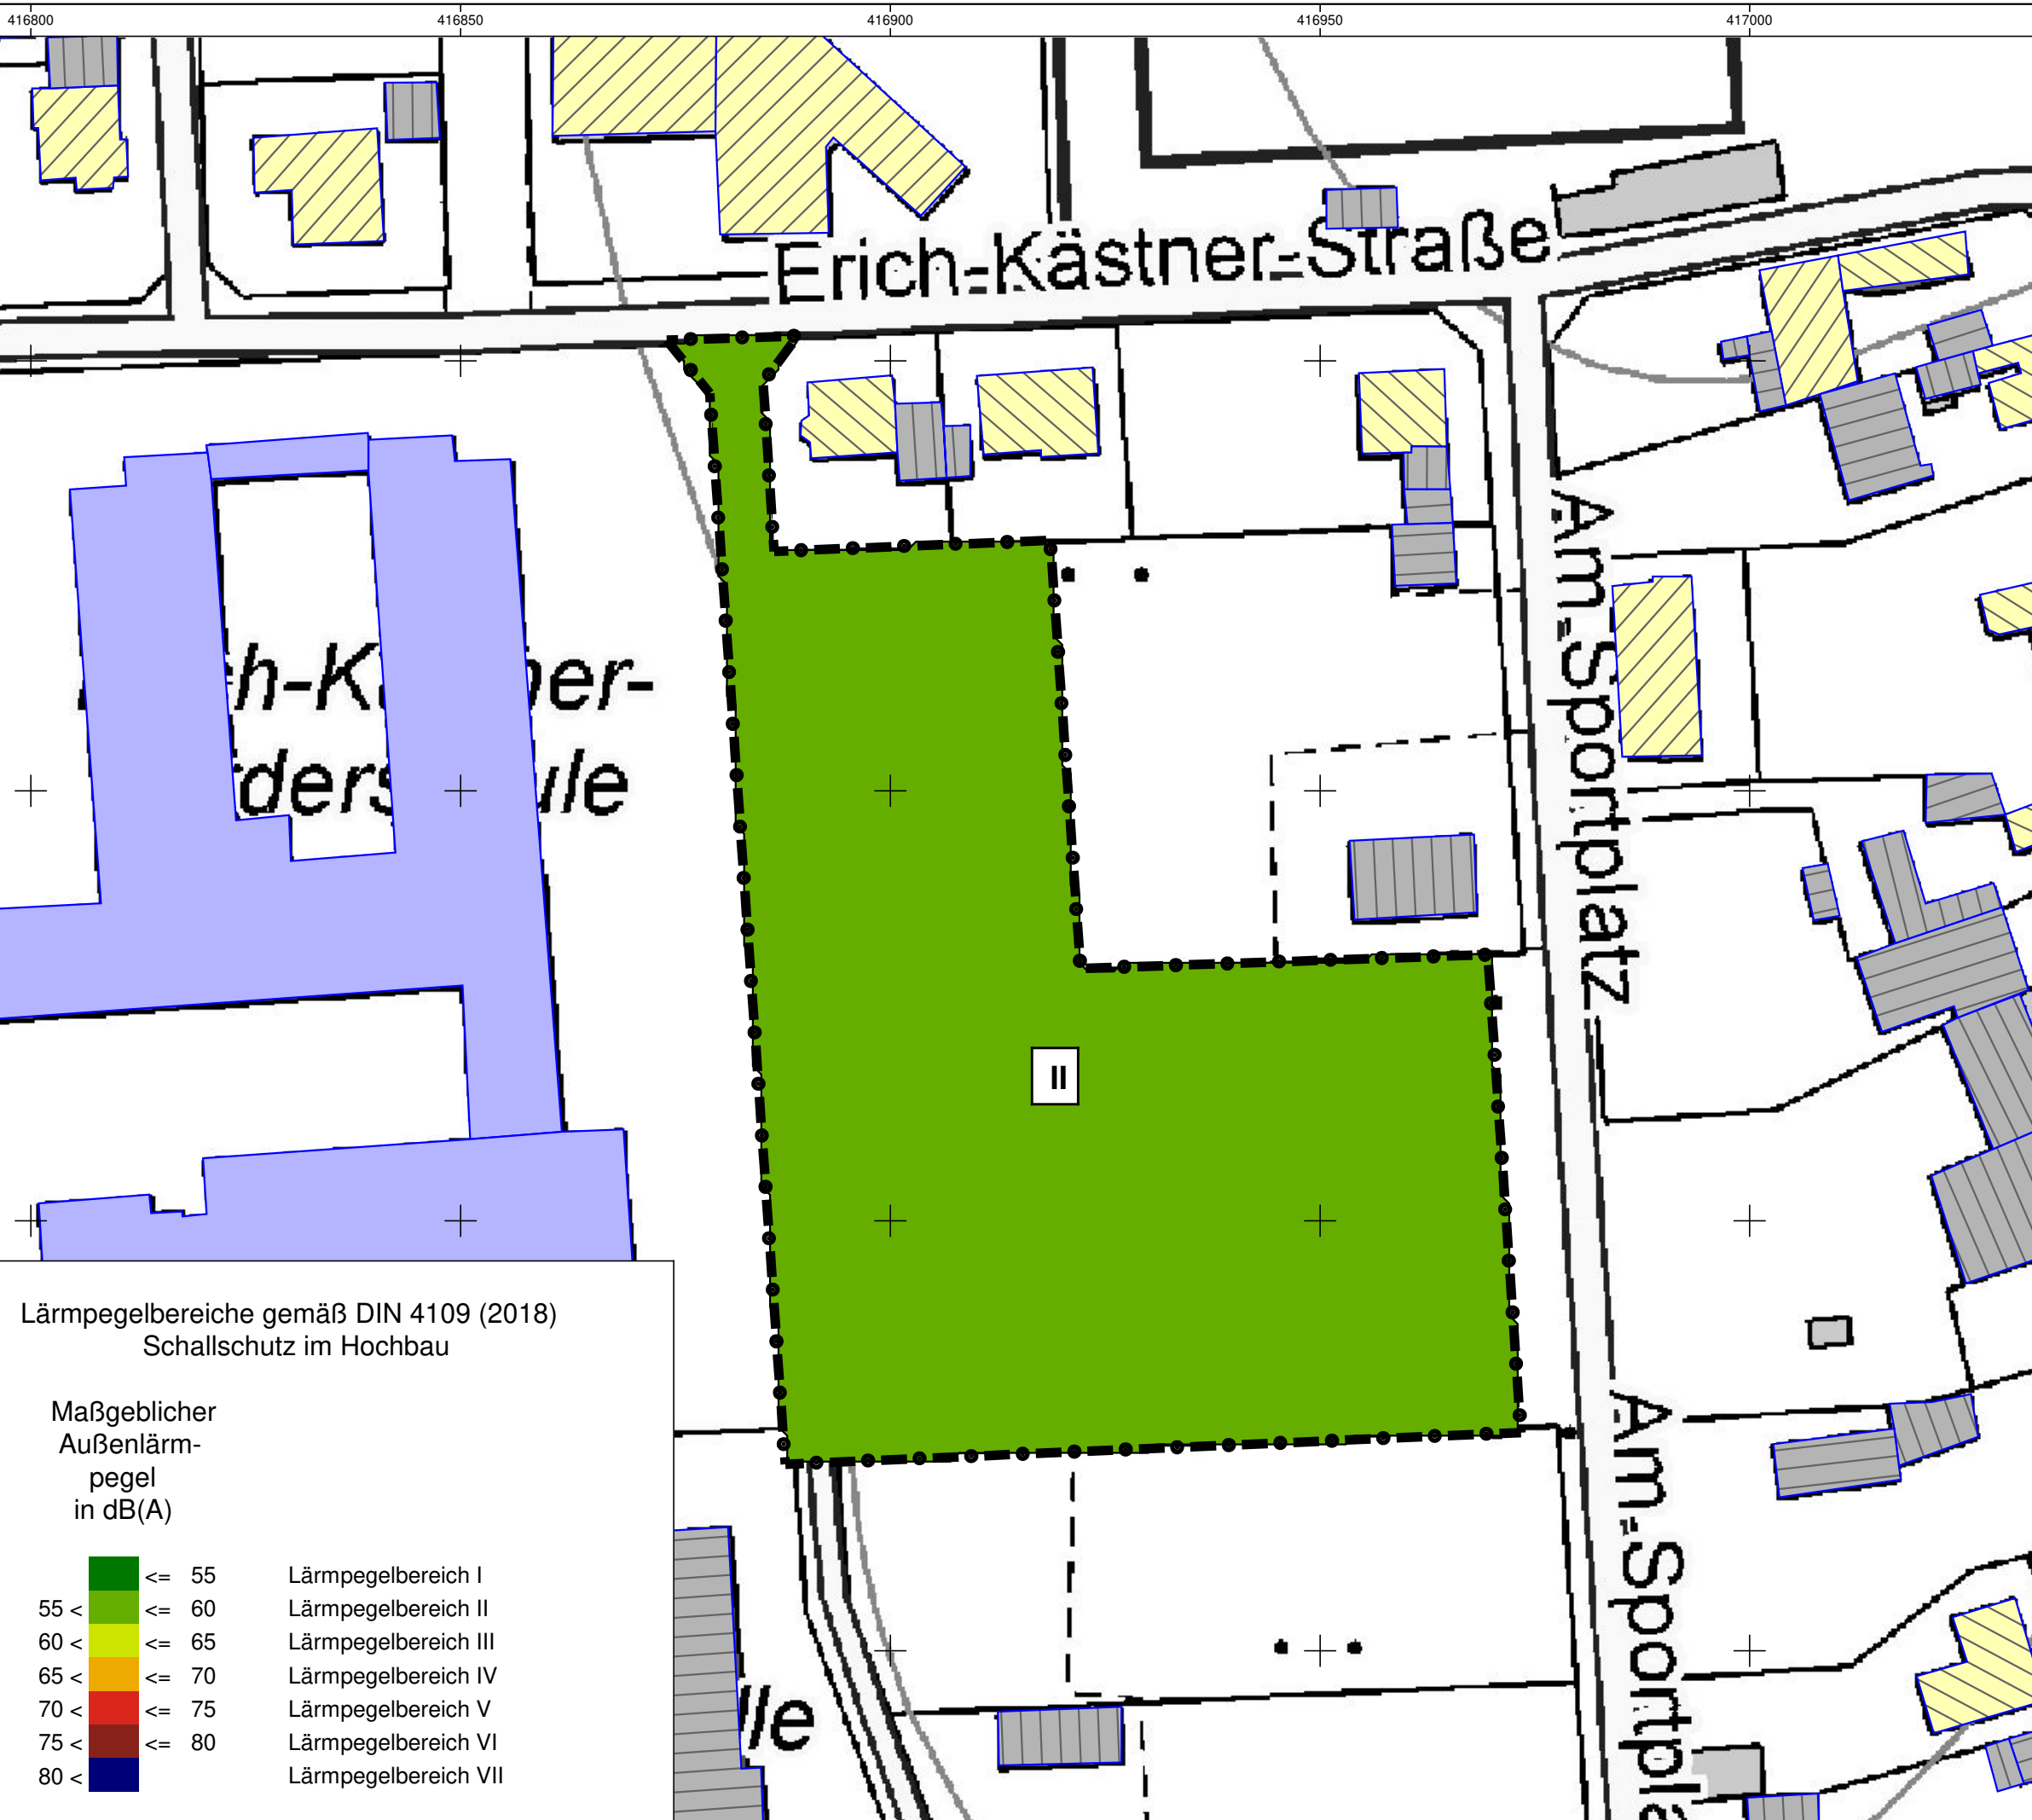 416800 416850 416900 416950 417000
Erich-Kästner-Straße
Am-Sportplatz
II
Lärmpegelbereiche gemäß DIN 4109 (2018)
Schallschutz im Hochbau
Maßgeblicher
Außenlärm-
pegel
in dB(A)
<= 55 Lärmpegelbereich I
55 < <= 60 Lärmpegelbereich II
60 < <= 65 Lärmpegelbereich III
65 < <= 70 Lärmpegelbereich IV
70 < <= 75 Lärmpegelbereich V
75 < <= 80 Lärmpegelbereich VI
80 < Lärmpegelbereich VII
Am-Sportpla